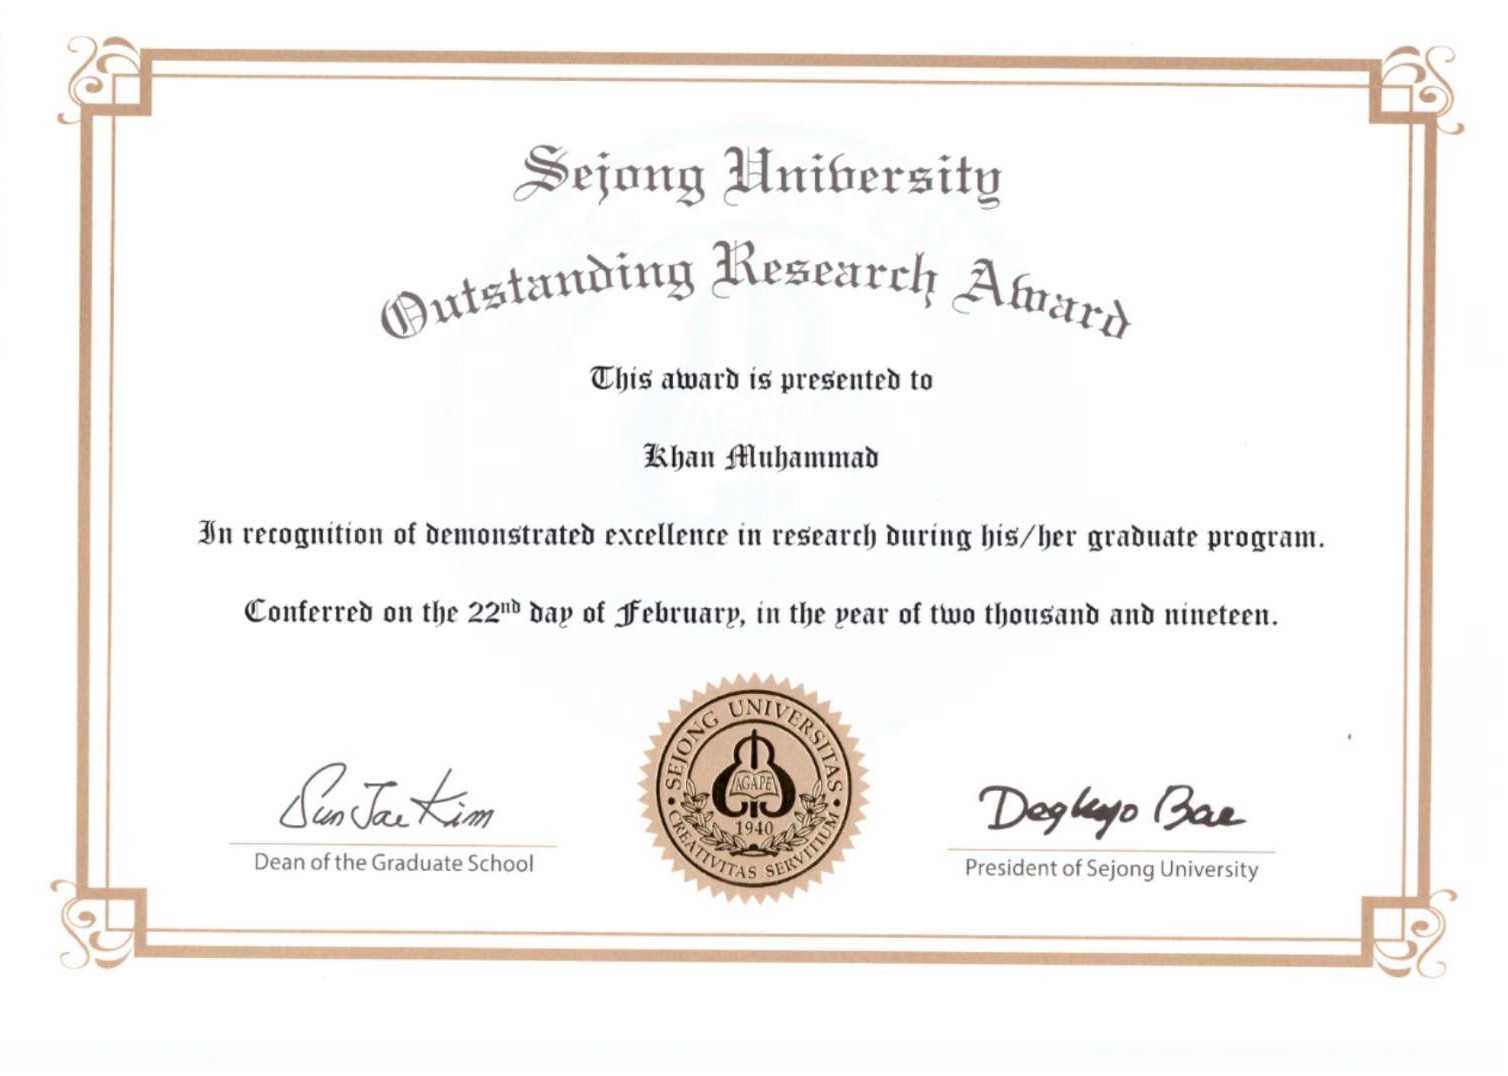 Sejong University
Outstanding Research Award
This award is presented to
Khan Muhammad
In recognition of demonstrated excellence in research during his/her graduate program.
Conferred on the 22nd day of February, in the year of two thousand and nineteen.
SEJONG UNIVERSITAS
AGAPE
1940
CREATIVITAS SERVITIUM
Sun Jae Kim
Dean of the Graduate School
Deg hyo Bae
President of Sejong University